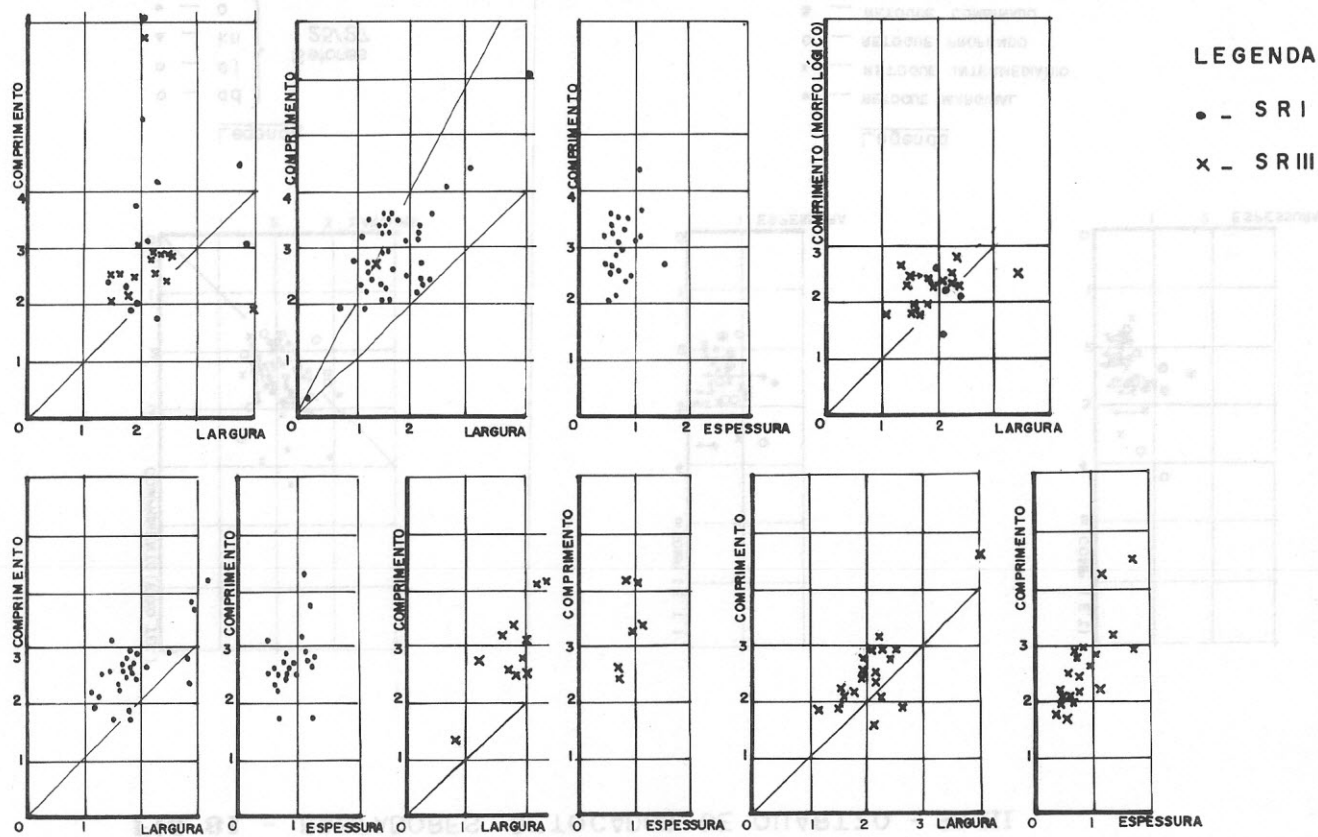 COMPRIMENTO
4
3
2
1
0 1 2 LARGURA
COMPRIMENTO
4
3
2
1
0 1 2 LARGURA
COMPRIMENTO
4
3
2
1
0 1 2 ESPESSURA
COMPRIMENTO (MORFOLÓGICO)
3
2
1
0 1 2 LARGURA
LEGENDA
• – SRI
x – SRIII
COMPRIMENTO
3
2
1
0 1 LARGURA 2
COMPRIMENTO
3
2
1
0 1 ESPESSURA
COMPRIMENTO
3
2
1
0 1 LARGURA 2
COMPRIMENTO
3
2
1
0 1 ESPESSURA
COMPRIMENTO
3
2
1
0 1 2 LARGURA 3
COMPRIMENTO
3
2
1
0 1 ESPESSURA